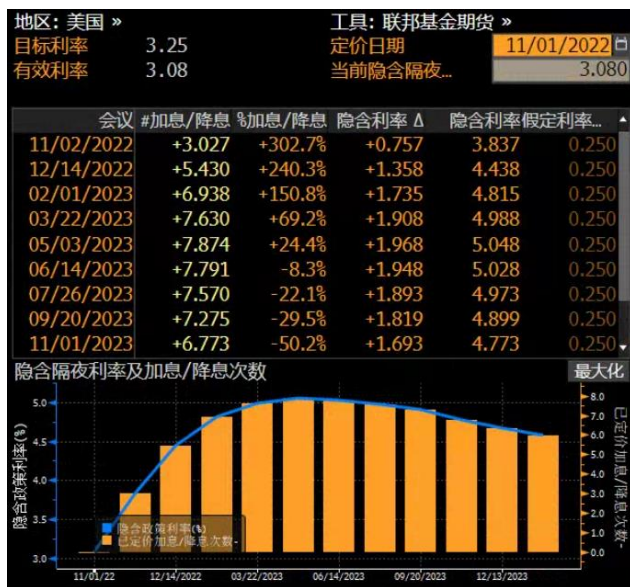 地区: 美国 » 工具: 联邦基金期货 »
目标利率 3.25 定价日期 11/01/2022
有效利率 3.08 当前隐含隔夜... 3.080
会议 #加息/降息 %加息/降息 隐含利率 Δ 隐含利率 假定利率...
11/02/2022 +3.027 +302.7% +0.757 3.837 0.250
12/14/2022 +5.430 +240.3% +1.358 4.438 0.250
02/01/2023 +6.938 +150.8% +1.735 4.815 0.250
03/22/2023 +7.630 +69.2% +1.908 4.988 0.250
05/03/2023 +7.874 +24.4% +1.968 5.048 0.250
06/14/2023 +7.791 -8.3% +1.948 5.028 0.250
07/26/2023 +7.570 -22.1% +1.893 4.973 0.250
09/20/2023 +7.275 -29.5% +1.819 4.899 0.250
11/01/2023 +6.773 -50.2% +1.693 4.773 0.250
隐含隔夜利率及加息/降息次数 最大化
隐含政策利率(%)
5.0
4.5
4.0
3.5
3.0
8.0
7.0
6.0
5.0
4.0
3.0
2.0
1.0
0.0
已定价加息/降息次数-
隐含政策利率(%)
已定价加息/降息次数-
11/01/22 12/14/2022 03/22/2023 06/14/2023 09/20/2023 12/13/2023